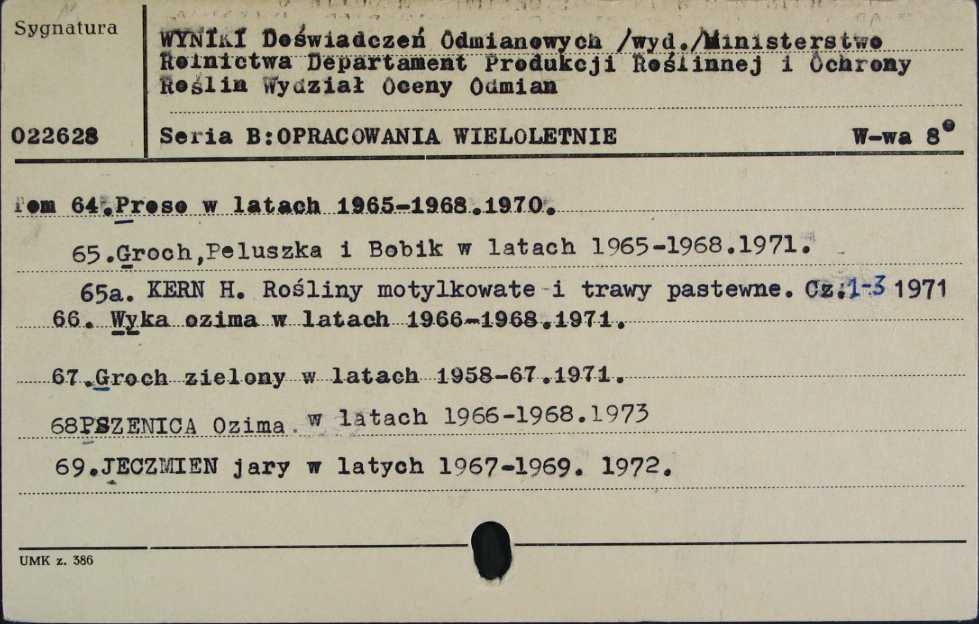 Sygnatura
WYNIKI Doświadczeń Odmianowych /wyd./Ministerstwo
Rolnictwa Departament Produkcji Roślinnej i Ochrony
Roślin Wydział Oceny Odmian
022628
Seria B:OPRACOWANIA WIELOLETNIE W-wa 8°
Tom 64.Proso w latach 1965-1968.1970.
65.Groch,Peluszka i Bobik w latach 1965-1968.1971.
65a. KERN H. Rośliny motylkowate i trawy pastewne. Cz.1-3 1971
66. Wyka ozima w latach 1966-1968.1971.
67.Groch zielony w latach 1958-67.1971.
68PSZENICA Ozima w latach 1966-1968.1973
69.JECZMIEN jary w latych 1967-1969. 1972.
UMK z. 386